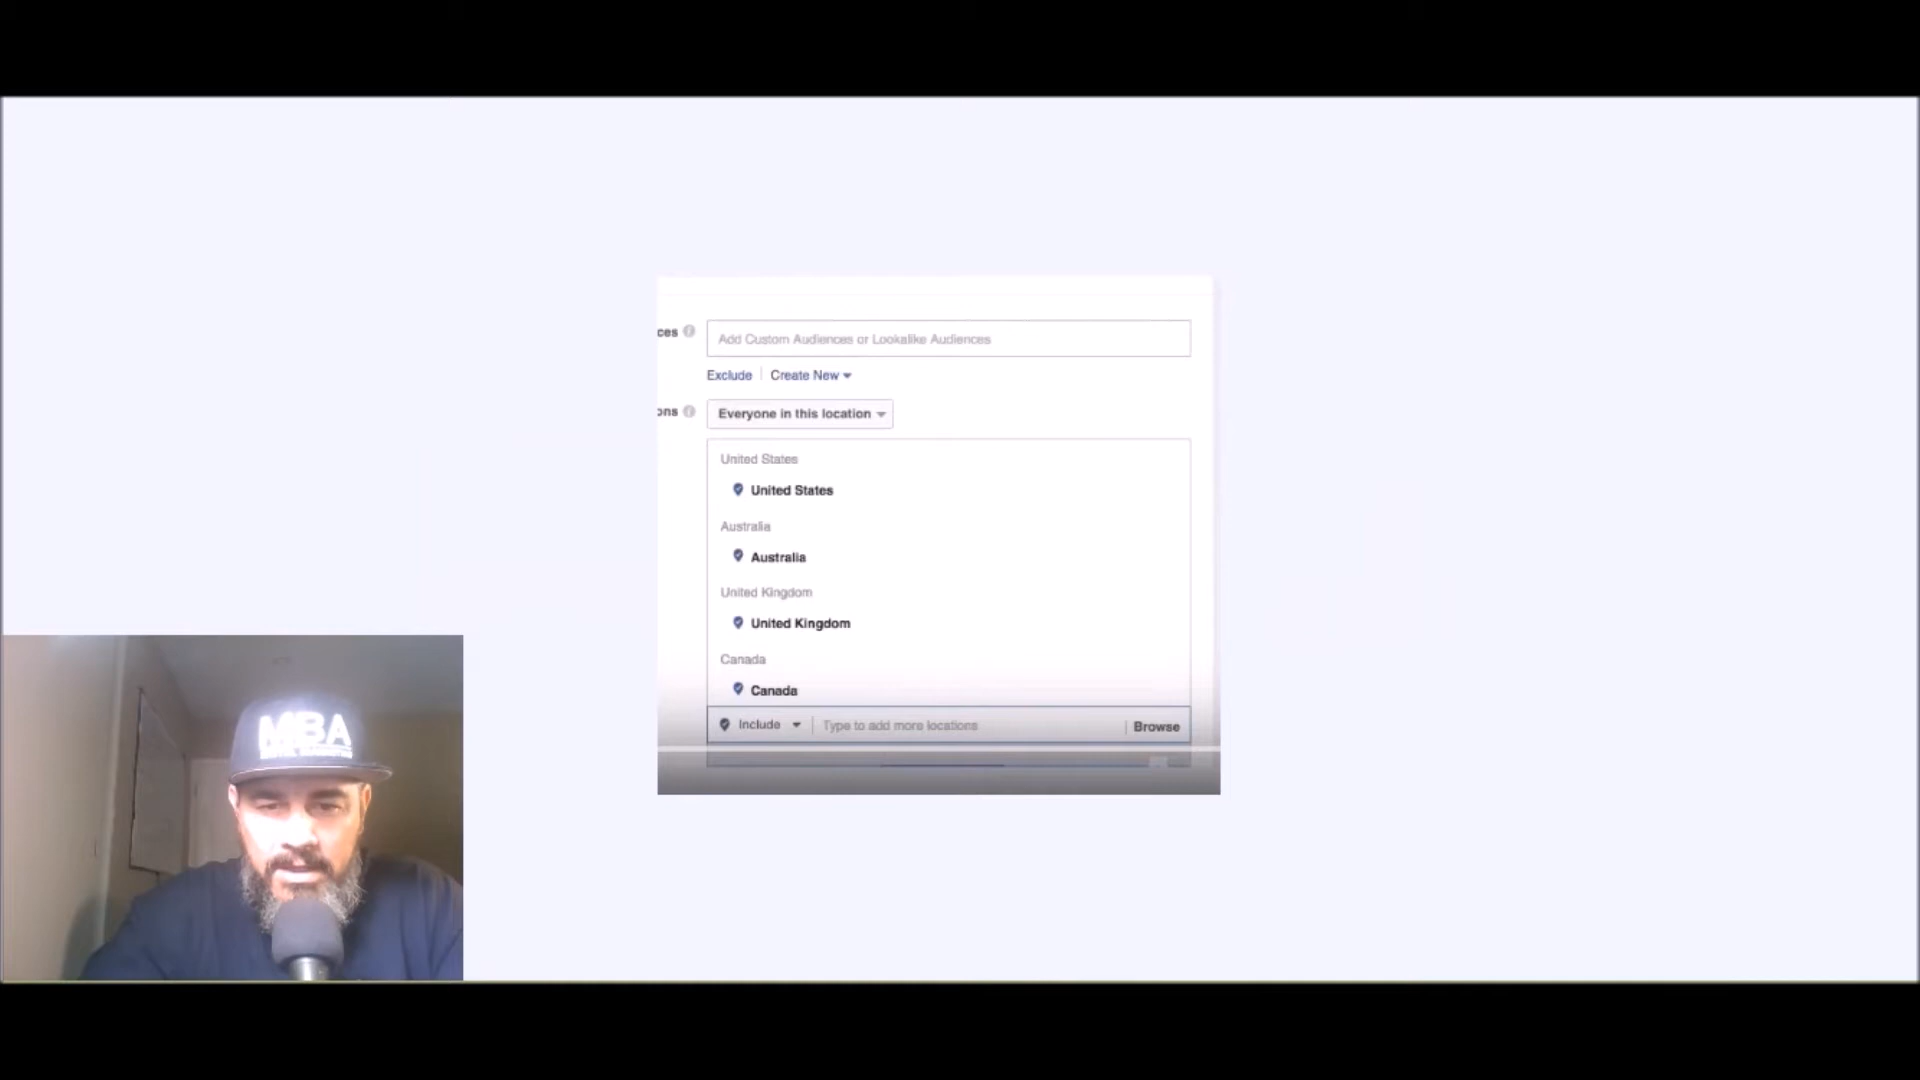 ces
Add Custom Audiences or Lookalike Audiences
Exclude | Create New
ons
Everyone in this location
United States
United States
Australia
Australia
United Kingdom
United Kingdom
Canada
Canada
Include | Type to add more locations | Browse
MBA